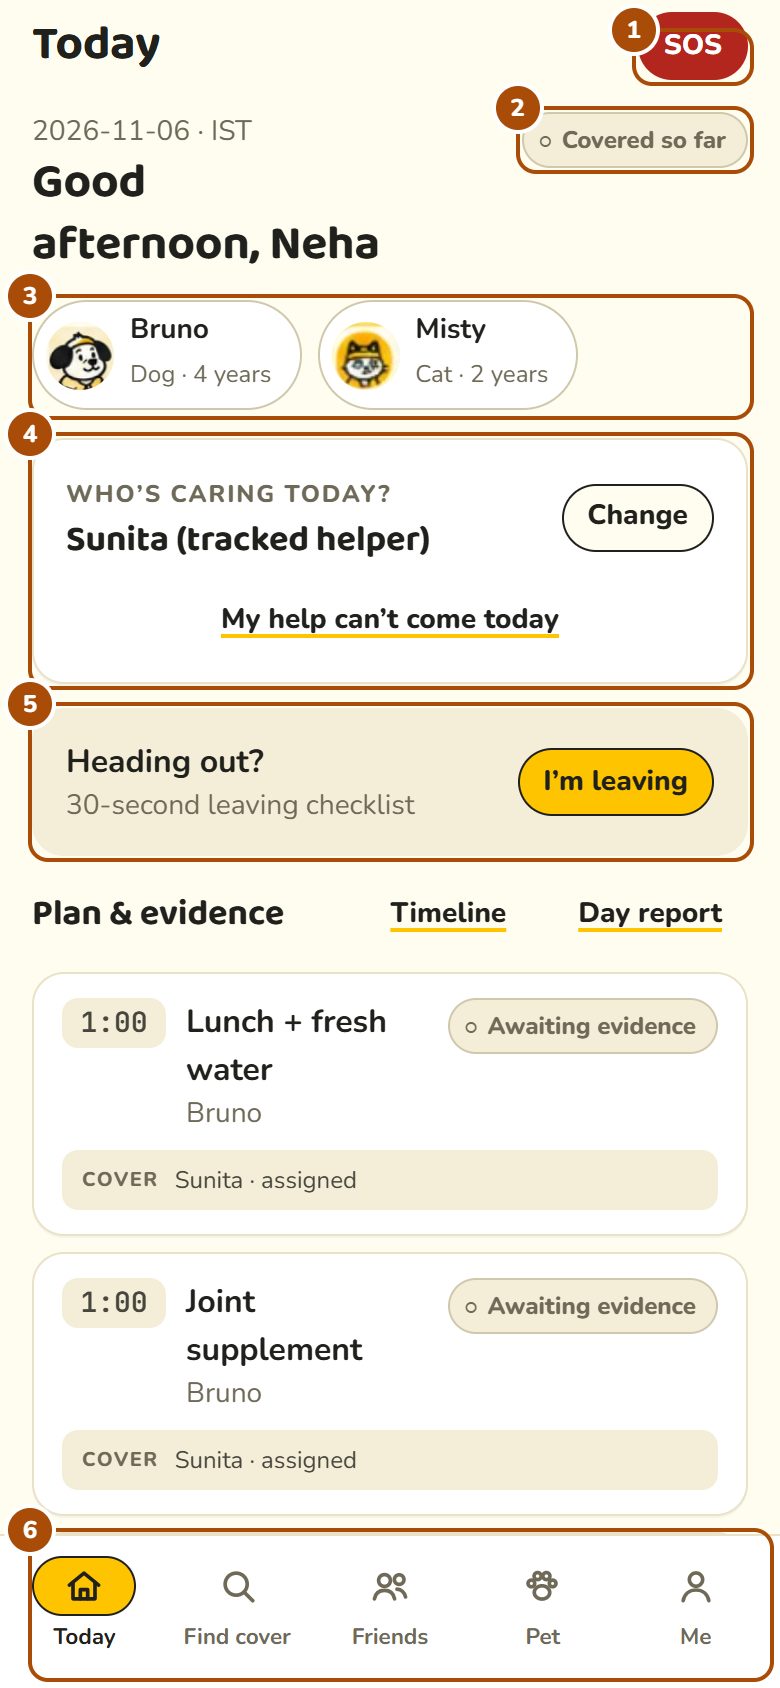 Today
1
SOS
2
2026-11-06 · IST
Covered so far
Good
afternoon, Neha
3
Bruno
Dog · 4 years
Misty
Cat · 2 years
4
WHO’S CARING TODAY?
Sunita (tracked helper)
Change
My help can’t come today
5
Heading out?
30-second leaving checklist
I’m leaving
Plan & evidence
Timeline
Day report
1:00
Lunch + fresh
water
Bruno
Awaiting evidence
COVER Sunita · assigned
1:00
Joint
supplement
Bruno
Awaiting evidence
COVER Sunita · assigned
6
Today
Find cover
Friends
Pet
Me